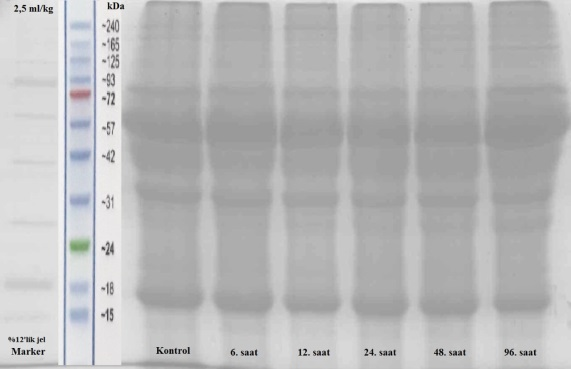 2,5 ml/kg
kDa
~240
~165
~125
~93
~72
~57
~42
~31
~24
~18
~15
%12'lik jel
Marker
Kontrol
6. saat
12. saat
24. saat
48. saat
96. saat